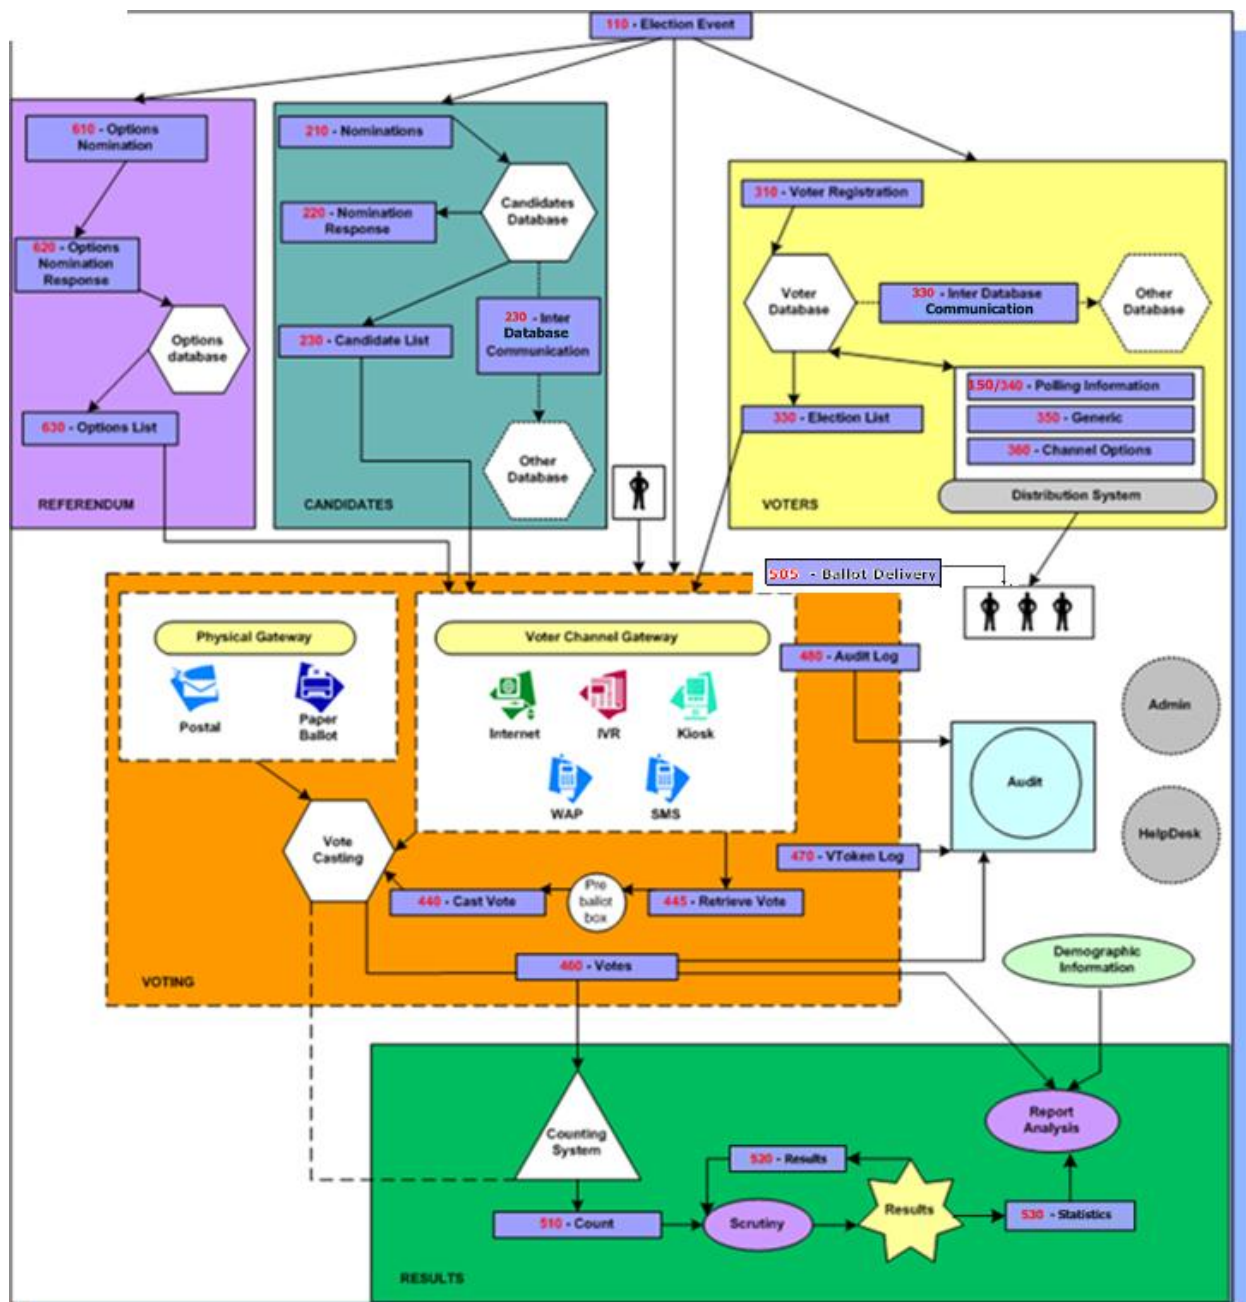 110 - Election Event
610 - Options
Nomination
620 - Options
Nomination
Response
Options
database
630 - Options List
REFERENDUM
210 - Nominations
Candidates
Database
220 - Nomination
Response
230 - Inter
Database
Communication
230 - Candidate List
Other
Database
CANDIDATES
310 - Voter Registration
Voter
Database
330 - Inter Database
Communication
Other
Database
150/340 - Polling Information
350 - Generic
360 - Channel Options
330 - Election List
Distribution System
VOTERS
505 - Ballot Delivery
Physical Gateway
Postal
Paper
Ballot
Voter Channel Gateway
Internet
IVR
Kiosk
WAP
SMS
480 - Audit Log
Admin
Audit
HelpDesk
Vote
Casting
470 - VToken Log
440 - Cast Vote
Pre
ballot
box
445 - Retrieve Vote
460 - Votes
VOTING
Demographic
Information
Counting
System
Report
Analysis
520 - Results
510 - Count
Scrutiny
Results
530 - Statistics
RESULTS